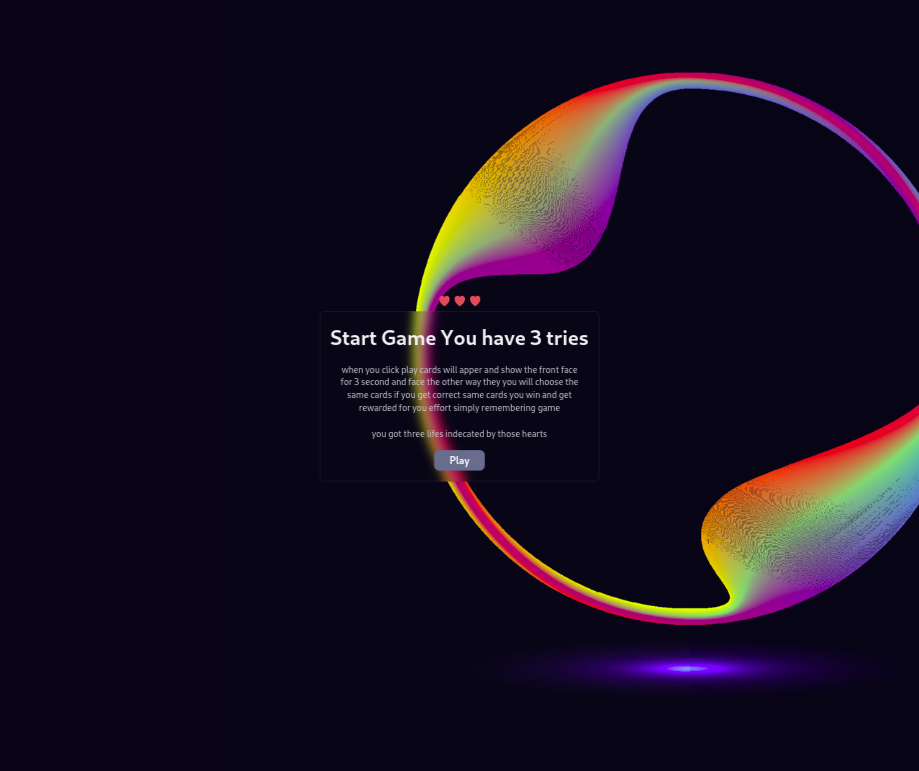 Start Game You have 3 tries
when you click play cards will apper and show the front face
for 3 second and face the other way they you will choose the
same cards if you get correct same cards you win and get
rewarded for you effort simply remembering game
you got three lifes indecated by those hearts
Play